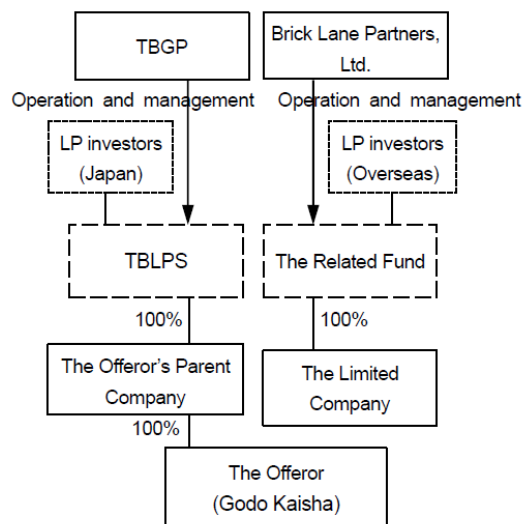 TBGP
Brick Lane Partners,
Ltd.
Operation and management
Operation and management
LP investors
(Japan)
LP investors
(Overseas)
TBLPS
The Related Fund
100%
100%
The Offeror's Parent
Company
The Limited
Company
100%
The Offeror
(Godo Kaisha)